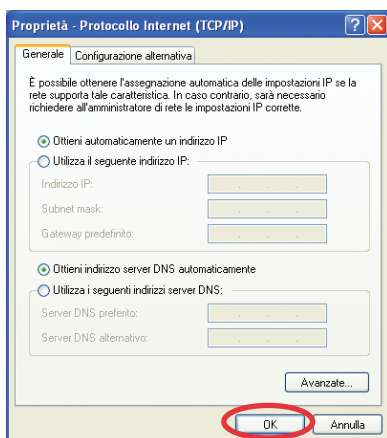 Proprietà - Protocollo Internet (TCP/IP)
Generale
Configurazione alternativa
È possibile ottenere l'assegnazione automatica delle impostazioni IP se la
rete supporta tale caratteristica. In caso contrario, sarà necessario
richiedere all'amministratore di rete le impostazioni IP corrette.
Ottieni automaticamente un indirizzo IP
Utilizza il seguente indirizzo IP:
Indirizzo IP:
Subnet mask:
Gateway predefinito:
Ottieni indirizzo server DNS automaticamente
Utilizza i seguenti indirizzi server DNS:
Server DNS preferito:
Server DNS alternativo:
Avanzate...
OK
Annulla